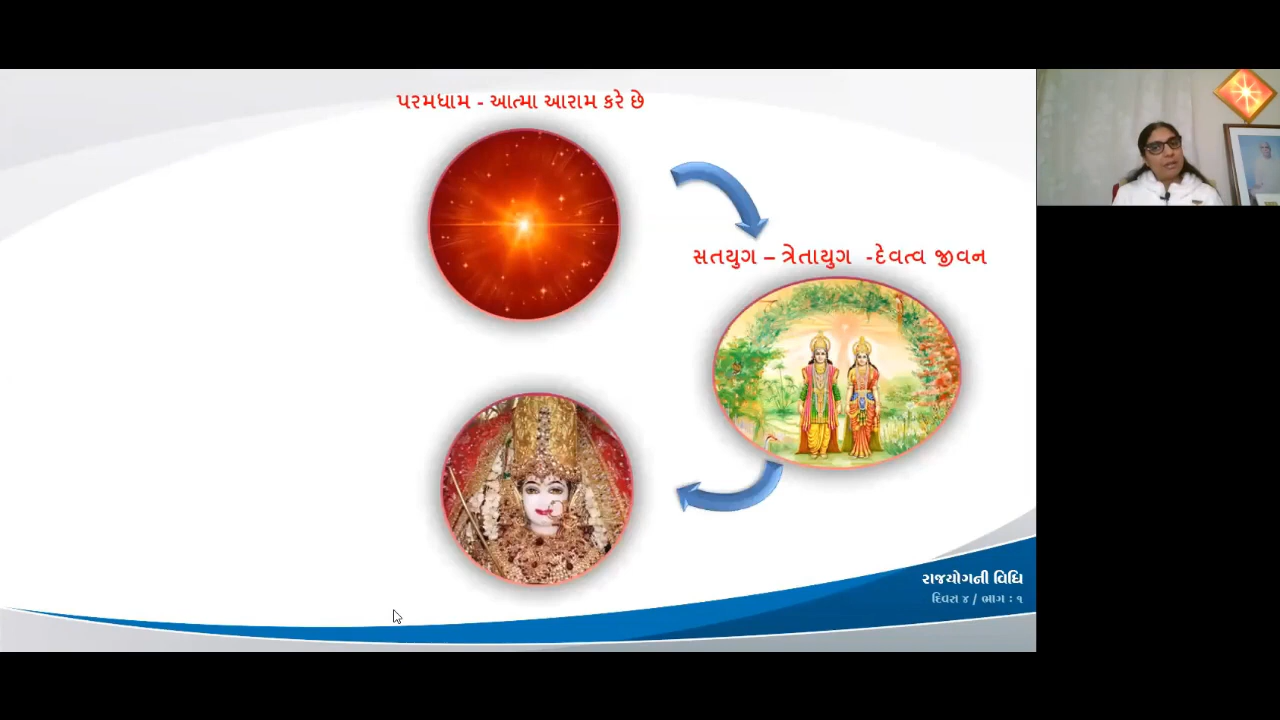 પરમધામ - આત્મા આરામ કરે છે
સતયુગ – ત્રેતાયુગ -દેવત્વ જીવન
રાજયોગની વિધિ
દિવસ ૪ / ભાગ : ૧